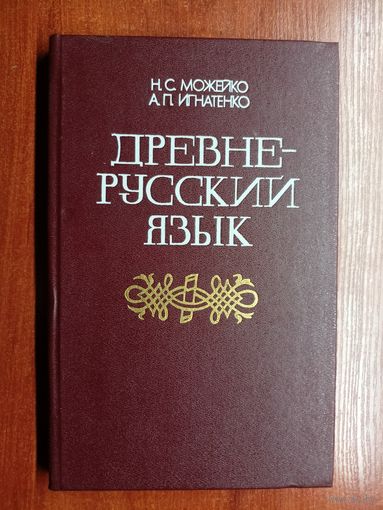 Н. С. МОЖЕЙКО
А. П. ИГНАТЕНКО
ДРЕВНЕ-
РУССКИЙ
ЯЗЫК